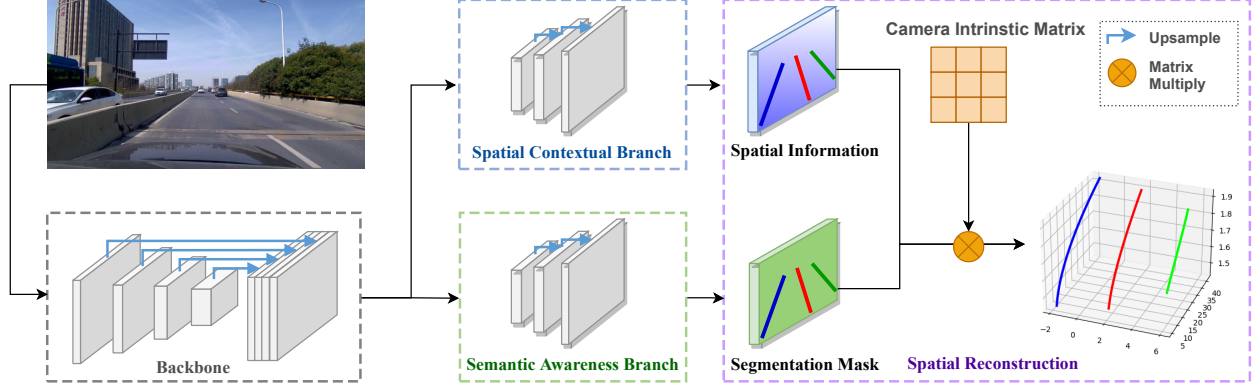 Camera Intrinstic Matrix
Upsample
Matrix
Multiply
Spatial Contextual Branch
Spatial Information
Backbone
Semantic Awareness Branch
Segmentation Mask
Spatial Reconstruction
1.9
1.8
1.7
1.6
1.5
40
35
30
25
20
15
10
5
−2
0
2
4
6